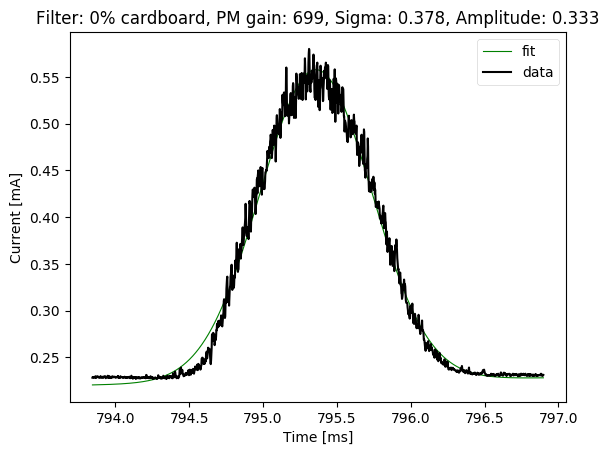 Filter: 0% cardboard, PM gain: 699, Sigma: 0.378, Amplitude: 0.333
fit
data
0.55
0.50
0.45
0.40
0.35
0.30
0.25
Current [mA]
794.0 794.5 795.0 795.5 796.0 796.5 797.0
Time [ms]